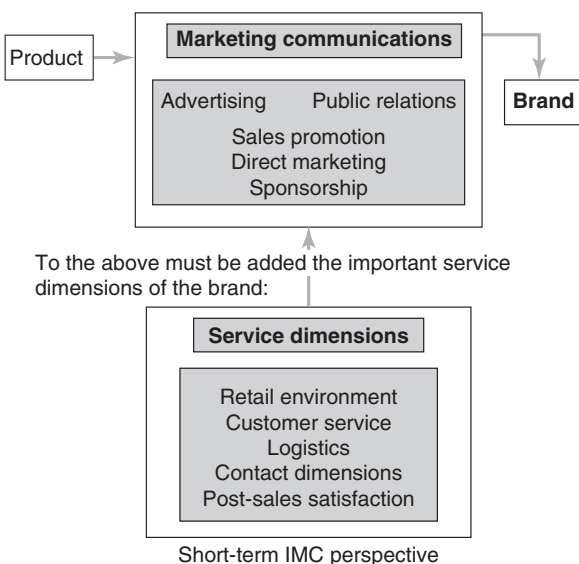 Marketing communications
Product
Brand
Advertising Public relations
Sales promotion
Direct marketing
Sponsorship
To the above must be added the important service
dimensions of the brand:
Service dimensions
Retail environment
Customer service
Logistics
Contact dimensions
Post-sales satisfaction
Short-term IMC perspective